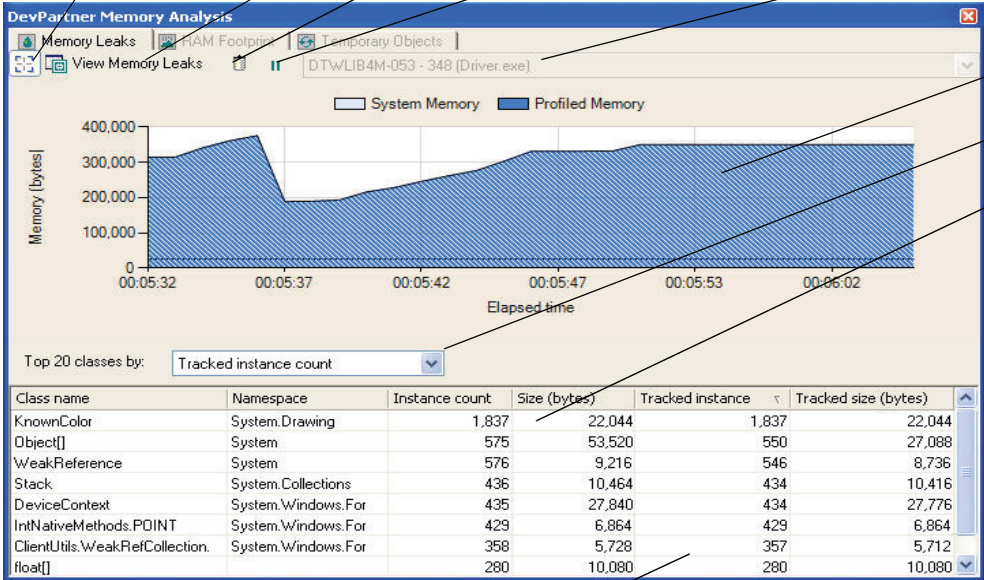 DevPartner Memory Analysis
Memory Leaks RAM Footprint Temporary Objects
View Memory Leaks DTWLIB4M-053 - 348 (Driver.exe)
System Memory Profiled Memory
400,000
300,000
200,000
100,000
0
Memory (bytes)
00:05:32 00:05:37 00:05:42 00:05:47 00:05:53 00:06:02
Elapsed time
Top 20 classes by: Tracked instance count
Class name Namespace Instance count Size (bytes) Tracked instance Tracked size (bytes)
KnownColor System.Drawing 1,837 22,044 1,837 22,044
Object[] System 575 53,520 550 27,088
WeakReference System 576 9,216 546 8,736
Stack System.Collections 436 10,464 434 10,416
DeviceContext System.Windows.For 435 27,840 434 27,776
IntNativeMethods.POINT System.Windows.For 429 6,864 429 6,864
ClientUtils.WeakRefCollection. System.Windows.For 358 5,728 357 5,712
float[] 280 10,080 280 10,080